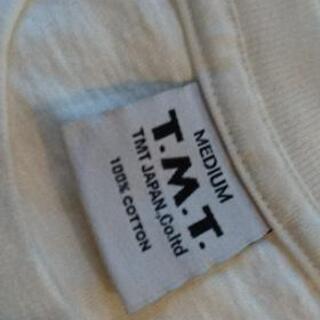 MEDIUM
T.M.T.
TMT JAPAN.,Co.ltd
100% COTTON